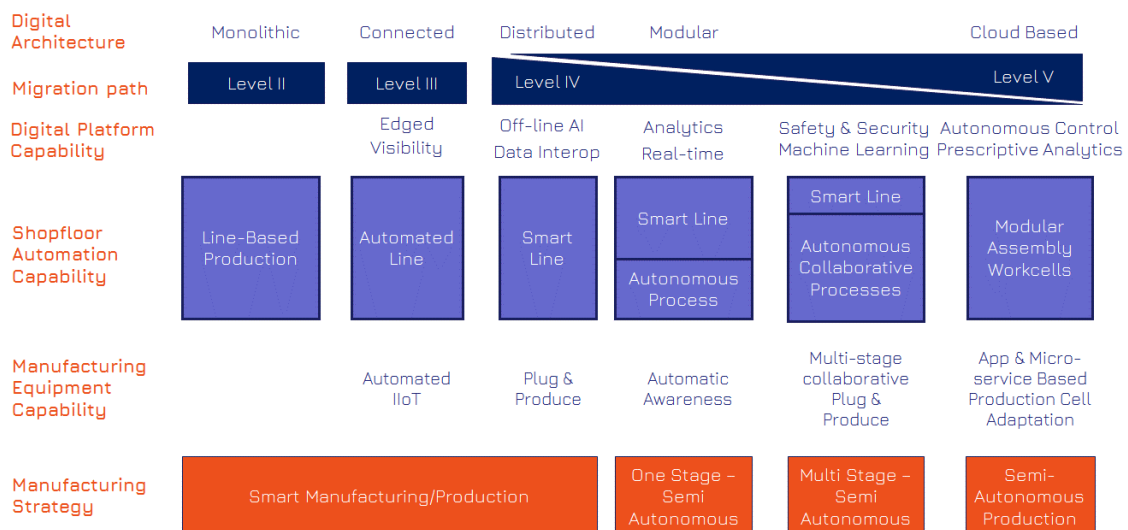 Digital
Architecture
Monolithic
Connected
Distributed
Modular
Cloud Based
Migration path
Level II
Level III
Level IV
Level V
Digital Platform
Capability
Edged
Visibility
Off-line AI
Data Interop
Analytics
Real-time
Safety & Security
Machine Learning
Autonomous Control
Prescriptive Analytics
Shopfloor
Automation
Capability
Line-Based
Production
Automated
Line
Smart
Line
Smart Line
Autonomous
Process
Smart Line
Autonomous
Collaborative
Processes
Modular
Assembly
Workcells
Manufacturing
Equipment
Capability
Automated
IIoT
Plug &
Produce
Automatic
Awareness
Multi-stage
collaborative
Plug &
Produce
App & Micro-
service Based
Production Cell
Adaptation
Manufacturing
Strategy
Smart Manufacturing/Production
One Stage –
Semi
Autonomous
Multi Stage –
Semi
Autonomous
Semi-
Autonomous
Production